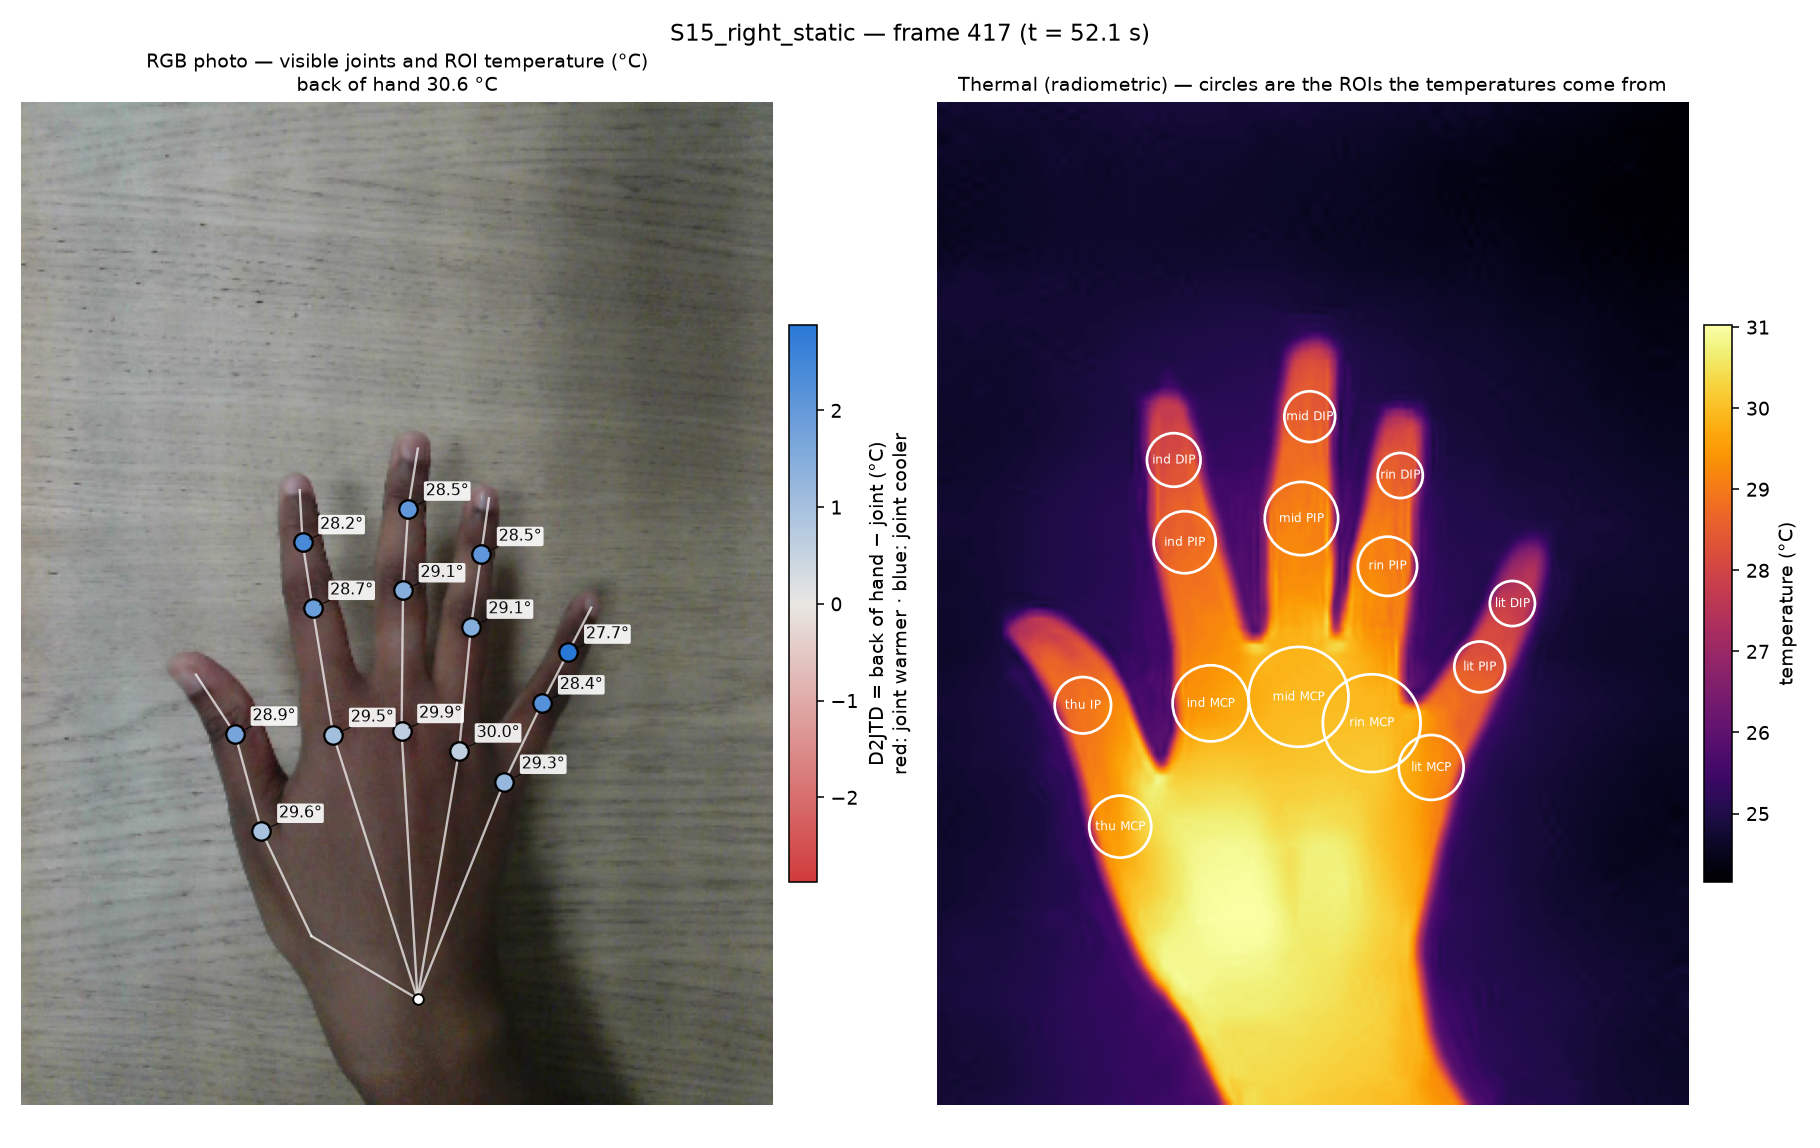 S15_right_static — frame 417 (t = 52.1 s)
RGB photo — visible joints and ROI temperature (°C)
back of hand 30.6 °C
Thermal (radiometric) — circles are the ROIs the temperatures come from
28.5°
28.2°
28.5°
29.1°
28.7°
29.1°
27.7°
28.4°
28.9°
29.5°
29.9°
30.0°
29.3°
29.6°
2
1
0
−1
−2
D2JTD = back of hand − joint (°C)
red: joint warmer · blue: joint cooler
mid DIP
ind DIP
rin DIP
mid PIP
ind PIP
rin PIP
lit DIP
lit PIP
thu IP
ind MCP
mid MCP
rin MCP
lit MCP
thu MCP
31
30
29
28
27
26
25
temperature (°C)